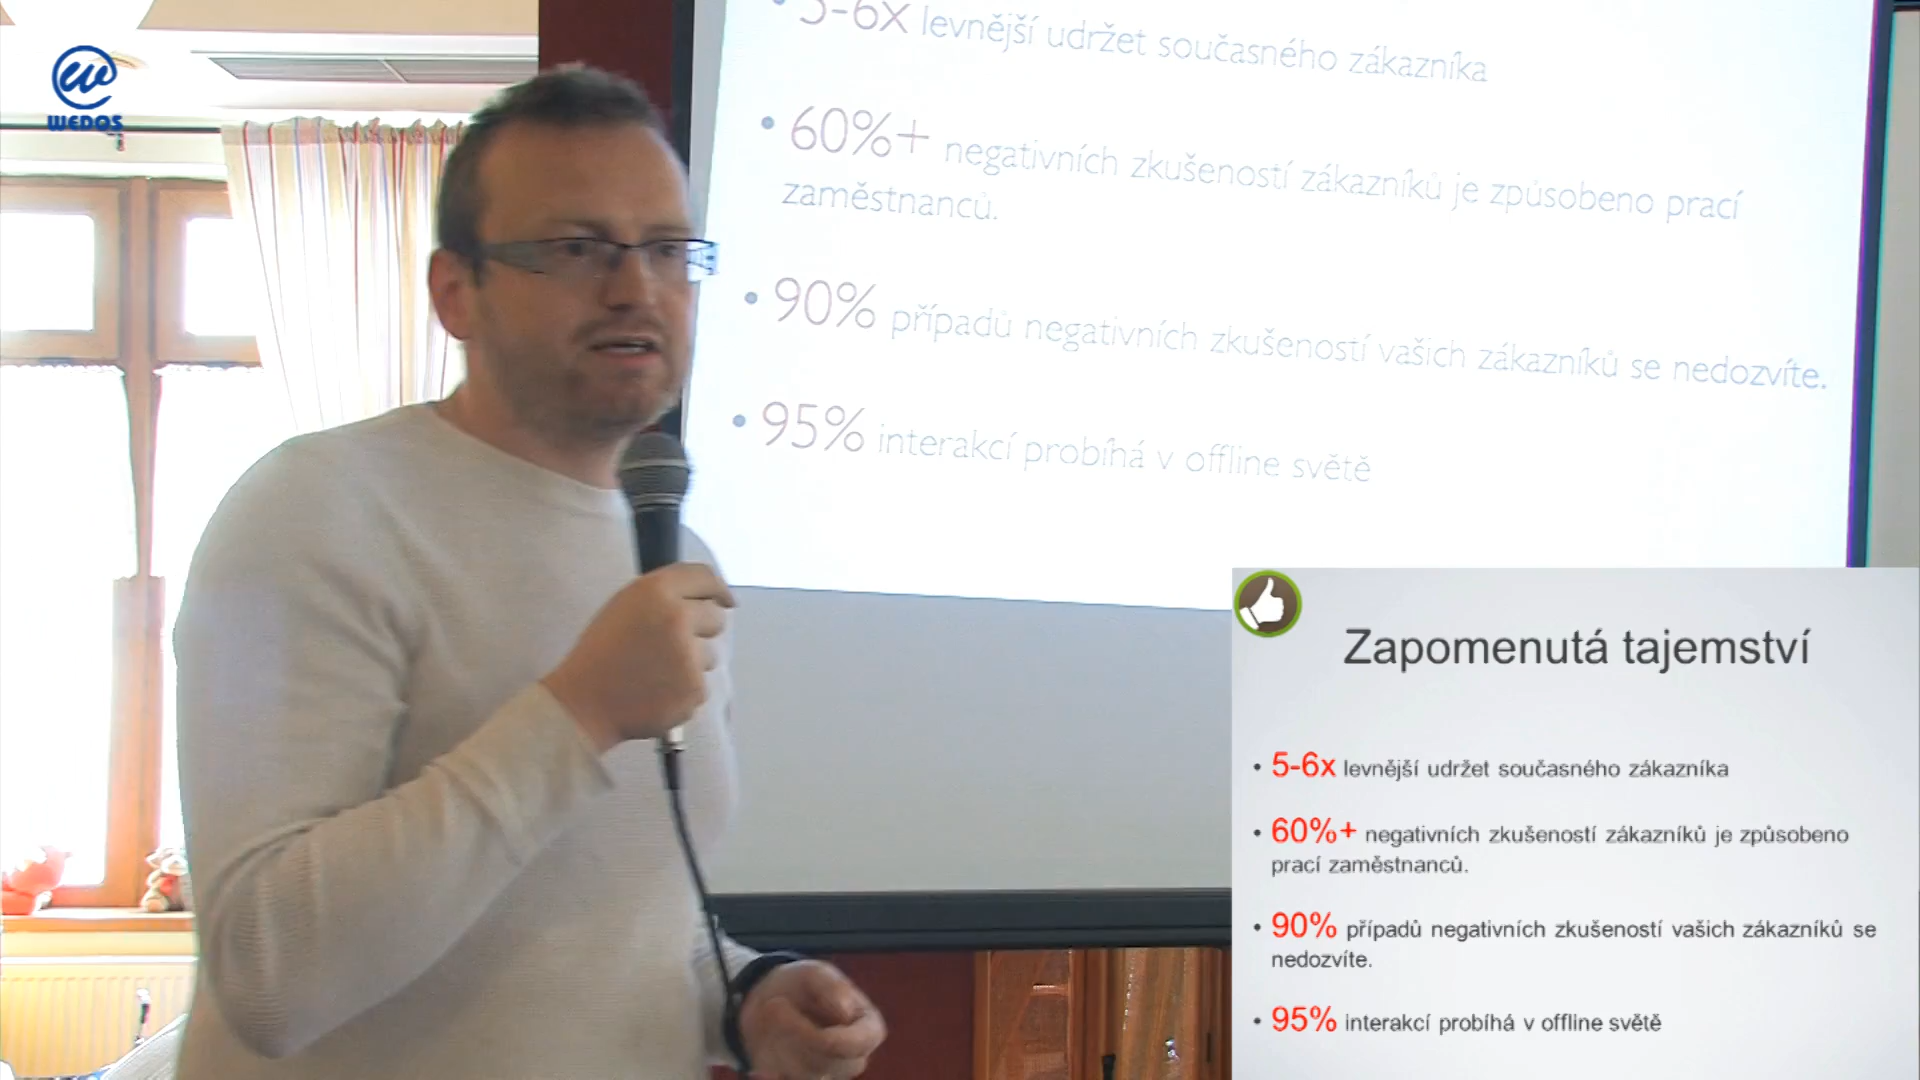 WEDOS
5-6x levnější udržet současného zákazníka
• 60%+ negativních zkušeností zákazníků je způsobeno prací
zaměstnanců.
• 90% případů negativních zkušeností vašich zákazníků se nedozvíte.
• 95% interakcí probíhá v offline světě
Zapomenutá tajemství
• 5-6x levnější udržet současného zákazníka
• 60%+ negativních zkušeností zákazníků je způsobeno
prací zaměstnanců.
• 90% případů negativních zkušeností vašich zákazníků se
nedozvíte.
• 95% interakcí probíhá v offline světě